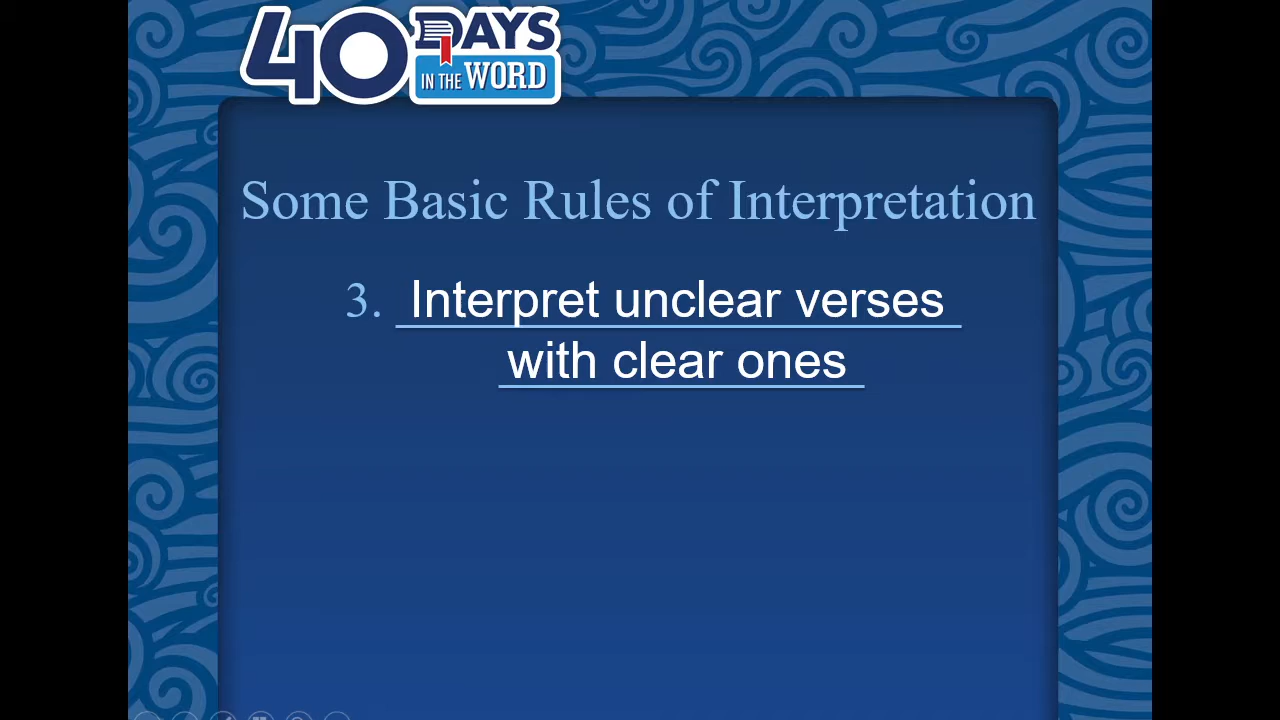 40 DAYS
IN THE WORD
Some Basic Rules of Interpretation
3. Interpret unclear verses
with clear ones